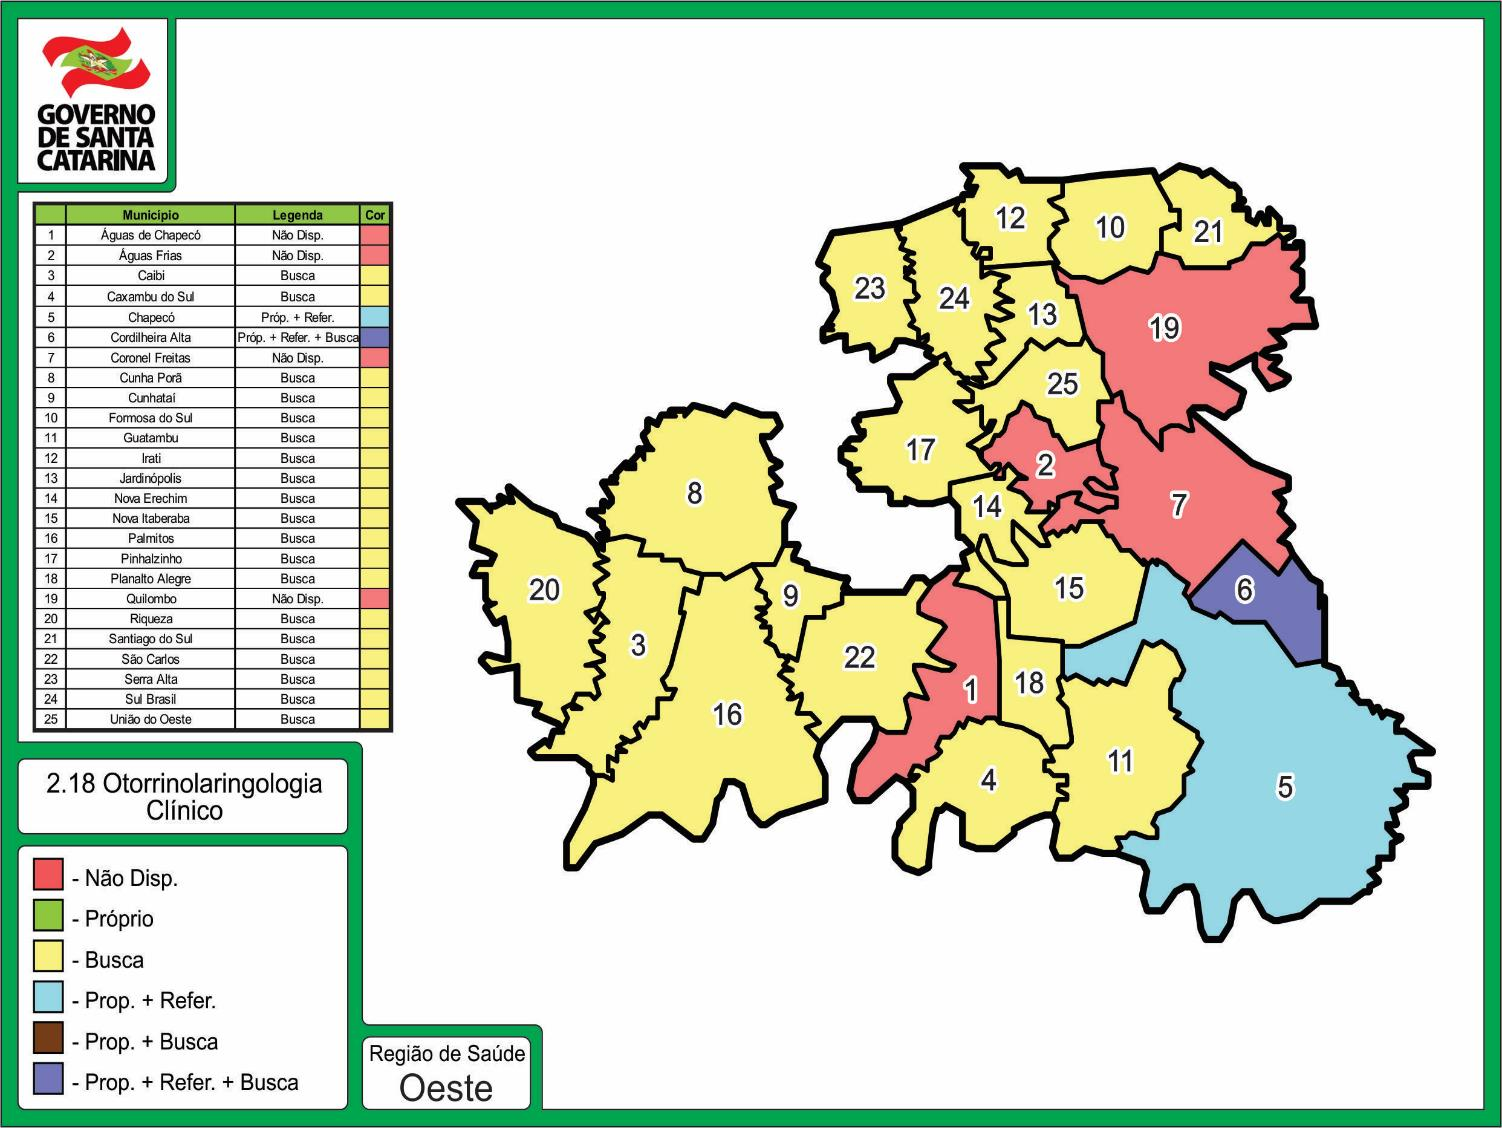 GOVERNO
DE SANTA
CATARINA
Município Legenda Cor
1 Águas de Chapecó Não Disp.
2 Águas Frias Não Disp.
3 Caibi Busca
4 Caxambu do Sul Busca
5 Chapecó Próp. + Refer.
6 Cordilheira Alta Próp. + Refer. + Busca
7 Coronel Freitas Não Disp.
8 Cunha Porã Busca
9 Cunhataí Busca
10 Formosa do Sul Busca
11 Guatambu Busca
12 Irati Busca
13 Jardinópolis Busca
14 Nova Erechim Busca
15 Nova Itaberaba Busca
16 Palmitos Busca
17 Pinhalzinho Busca
18 Planalto Alegre Busca
19 Quilombo Não Disp.
20 Riqueza Busca
21 Santiago do Sul Busca
22 São Carlos Busca
23 Serra Alta Busca
24 Sul Brasil Busca
25 União do Oeste Busca
2.18 Otorrinolaringologia
Clínico
- Não Disp.
- Próprio
- Busca
- Prop. + Refer.
- Prop. + Busca
- Prop. + Refer. + Busca
Região de Saúde
Oeste
12
10
21
23
24
13
19
25
17
2
8
14
7
20
9
15
6
3
22
1
18
16
4
11
5